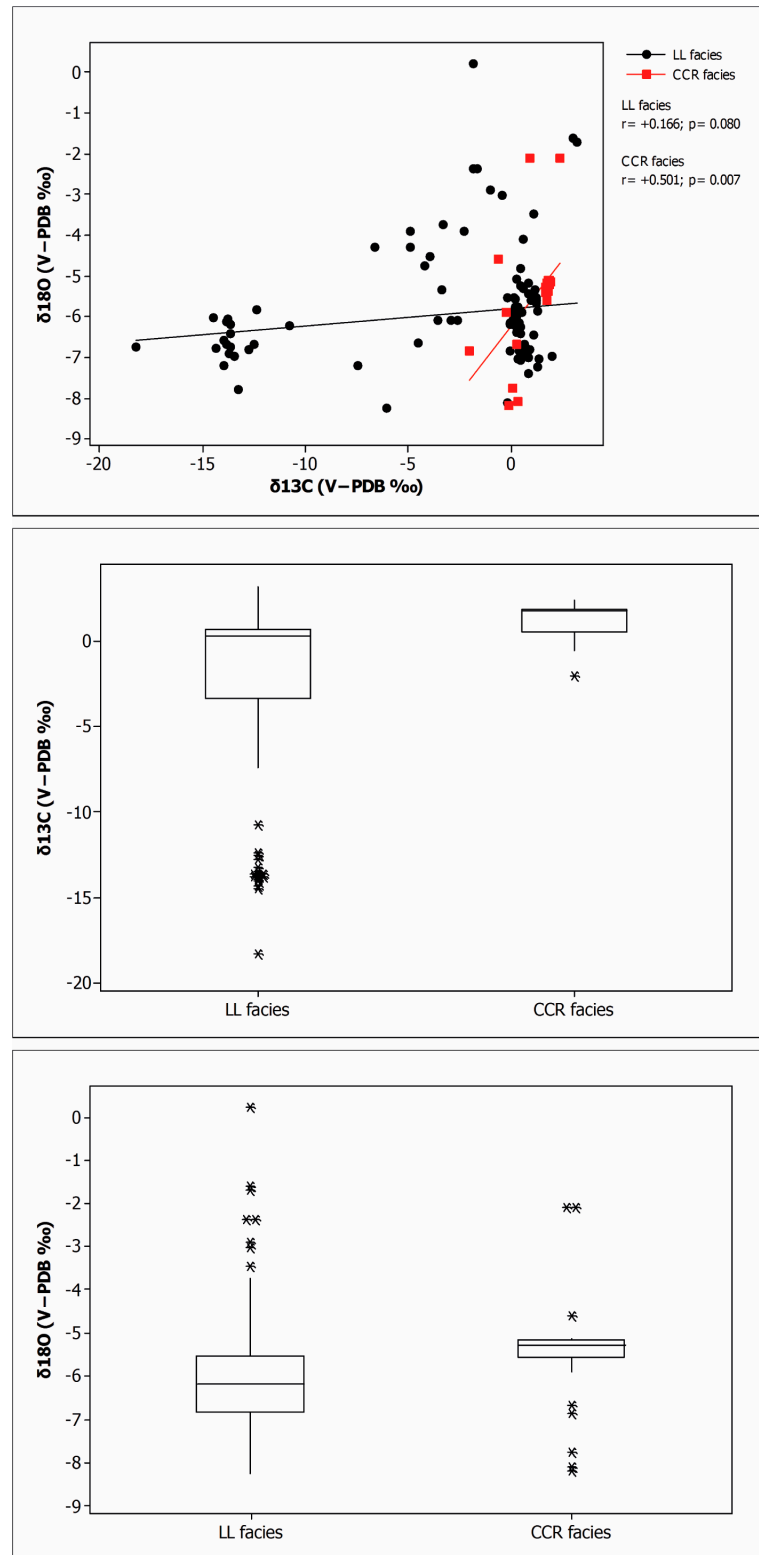 LL facies
CCR facies
LL facies
r= +0.166; p= 0.080
CCR facies
r= +0.501; p= 0.007
δ18O (V−PDB ‰)
0
-1
-2
-3
-4
-5
-6
-7
-8
-9
-20
-15
-10
-5
0
δ13C (V−PDB ‰)
δ13C (V−PDB ‰)
0
-5
-10
-15
-20
LL facies
CCR facies
δ18O (V−PDB ‰)
0
-1
-2
-3
-4
-5
-6
-7
-8
-9
LL facies
CCR facies